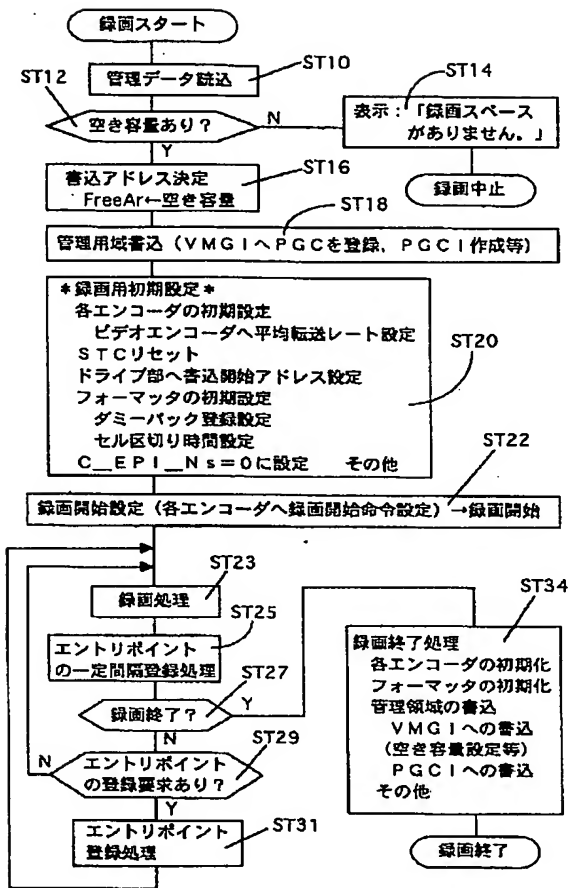 録画スタート
ST10
管理データ読込
ST12
空き容量あり？
N
Y
ST14
表示：「録画スペース
がありません。」
録画中止
ST16
書込アドレス決定
FreeAr←空き容量
ST18
管理用域書込（ＶＭＧＩへＰＧＣを登録，ＰＧＣＩ作成等）
＊録画用初期設定＊
各エンコーダの初期設定
ビデオエンコーダへ平均転送レート設定
ＳＴＣリセット
ドライブ部へ書込開始アドレス設定
フォーマッタの初期設定
ダミーパック登録設定
セル区切り時間設定
Ｃ＿ＥＰＩ＿Ｎｓ＝０に設定　その他
ST20
ST22
録画開始設定（各エンコーダへ録画開始命令設定）→録画開始
ST23
録画処理
ST25
エントリポイント
の一定間隔登録処理
ST27
録画終了？
Y
N
ST29
エントリポイント
の登録要求あり？
N
Y
ST31
エントリポイント
登録処理
ST34
録画終了処理
各エンコーダの初期化
フォーマッタの初期化
管理領域の書込
ＶＭＧＩへの書込
（空き容量設定等）
ＰＧＣＩへの書込
その他
録画終了